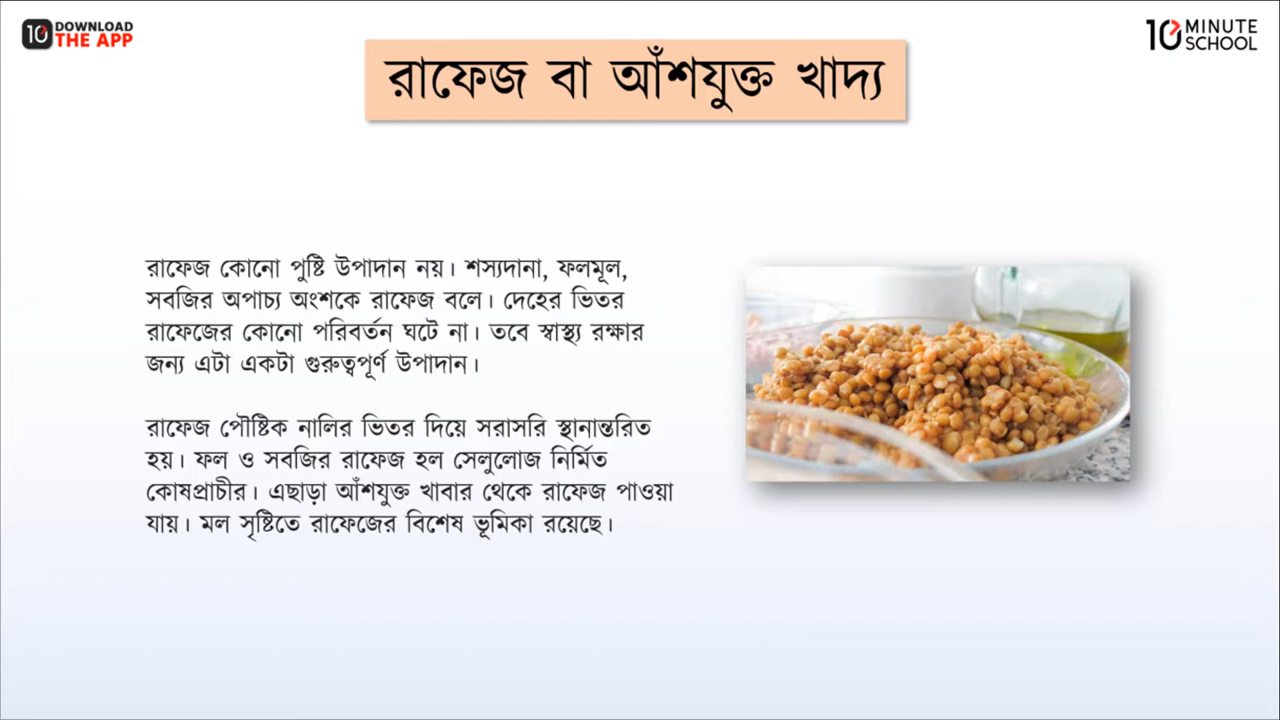 10 DOWNLOAD
THE APP
10 MINUTE
SCHOOL
রাফেজ বা আঁশযুক্ত খাদ্য
রাফেজ কোনো পুষ্টি উপাদান নয়। শস্যদানা, ফলমূল,
সবজির অপাচ্য অংশকে রাফেজ বলে। দেহের ভিতর
রাফেজের কোনো পরিবর্তন ঘটে না। তবে স্বাস্থ্য রক্ষার
জন্য এটা একটা গুরুত্বপূর্ণ উপাদান।
রাফেজ পৌষ্টিক নালির ভিতর দিয়ে সরাসরি স্থানান্তরিত
হয়। ফল ও সবজির রাফেজ হল সেলুলোজ নির্মিত
কোষপ্রাচীর। এছাড়া আঁশযুক্ত খাবার থেকে রাফেজ পাওয়া
যায়। মল সৃষ্টিতে রাফেজের বিশেষ ভূমিকা রয়েছে।